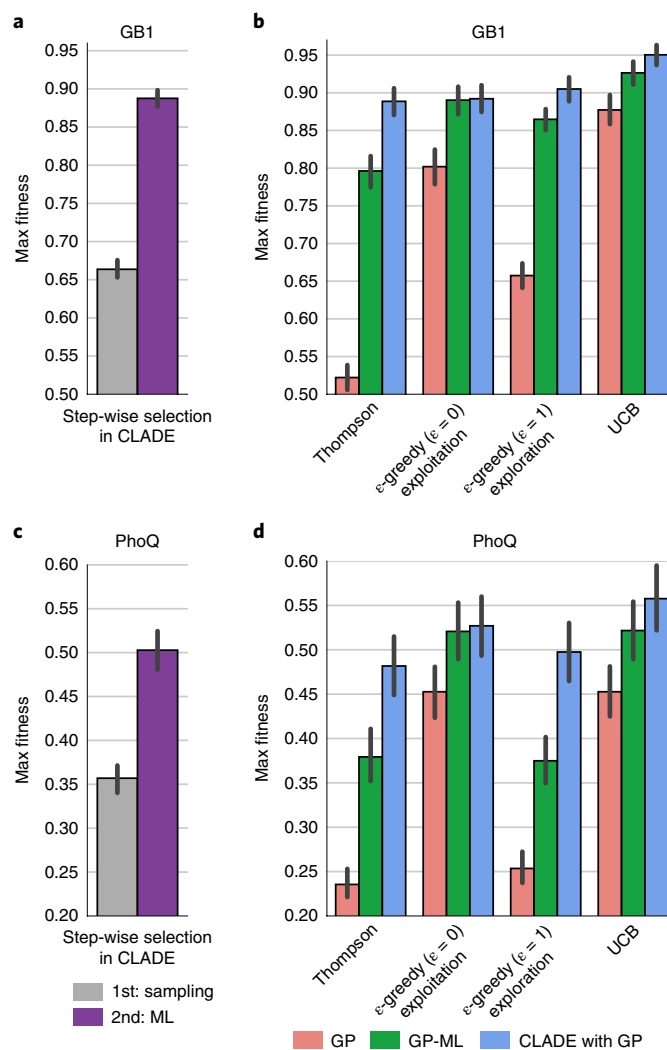 a
GB1
0.95
0.90
0.85
0.80
0.75
0.70
0.65
0.60
0.55
0.50
Max fitness
Step-wise selection
in CLADE
b
GB1
0.95
0.90
0.85
0.80
0.75
0.70
0.65
0.60
0.55
0.50
Max fitness
Thompson
ε-greedy (ε = 0)
exploitation
ε-greedy (ε = 1)
exploration
UCB
c
PhoQ
0.60
0.55
0.50
0.45
0.40
0.35
0.30
0.25
0.20
Max fitness
Step-wise selection
in CLADE
1st: sampling
2nd: ML
d
PhoQ
0.60
0.55
0.50
0.45
0.40
0.35
0.30
0.25
0.20
Max fitness
Thompson
ε-greedy (ε = 0)
exploitation
ε-greedy (ε = 1)
exploration
UCB
GP
GP-ML
CLADE with GP